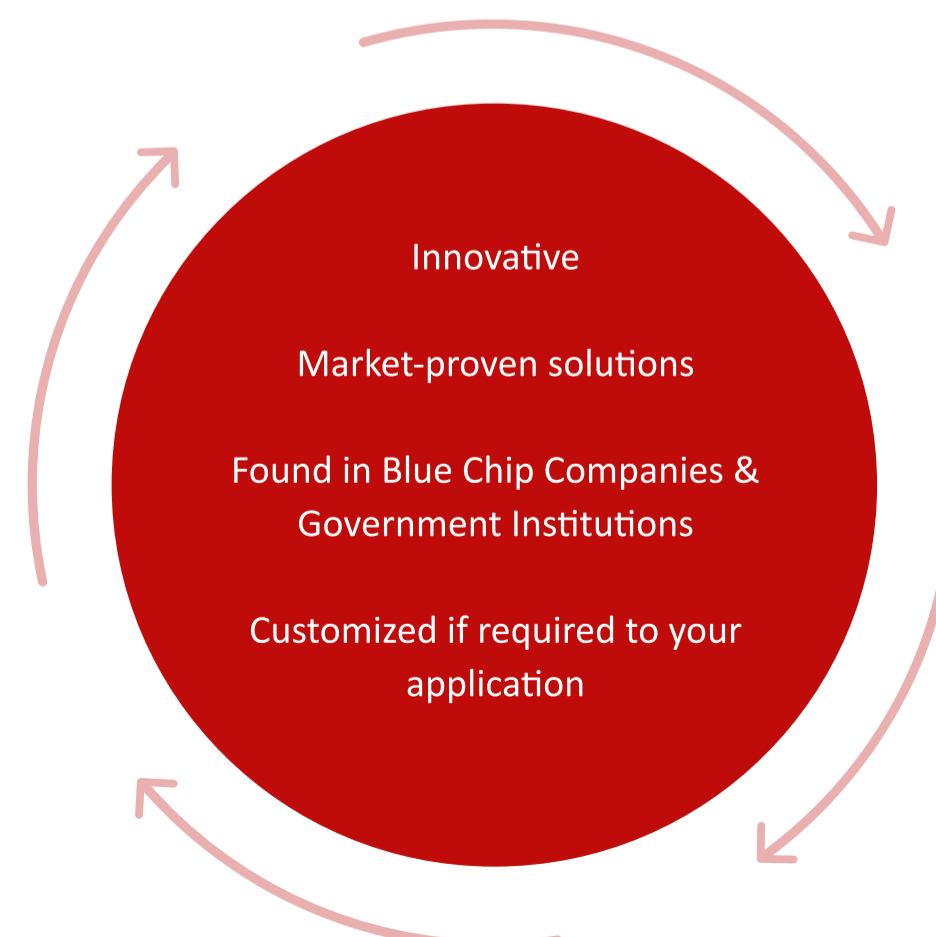 Innovative
Market-proven solutions
Found in Blue Chip Companies &
Government Institutions
Customized if required to your
application